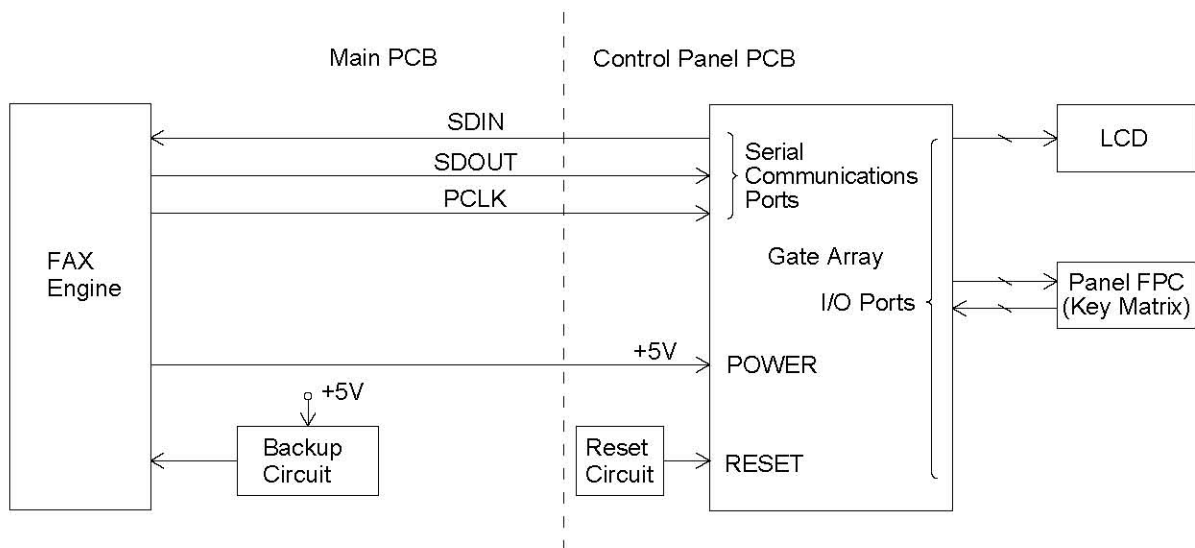 Main PCB
Control Panel PCB
SDIN
SDOUT
PCLK
FAX
Engine
Serial
Communications
Ports
Gate Array
I/O Ports
LCD
Panel FPC
(Key Matrix)
+5V
POWER
+5V
Backup
Circuit
Reset
Circuit
RESET